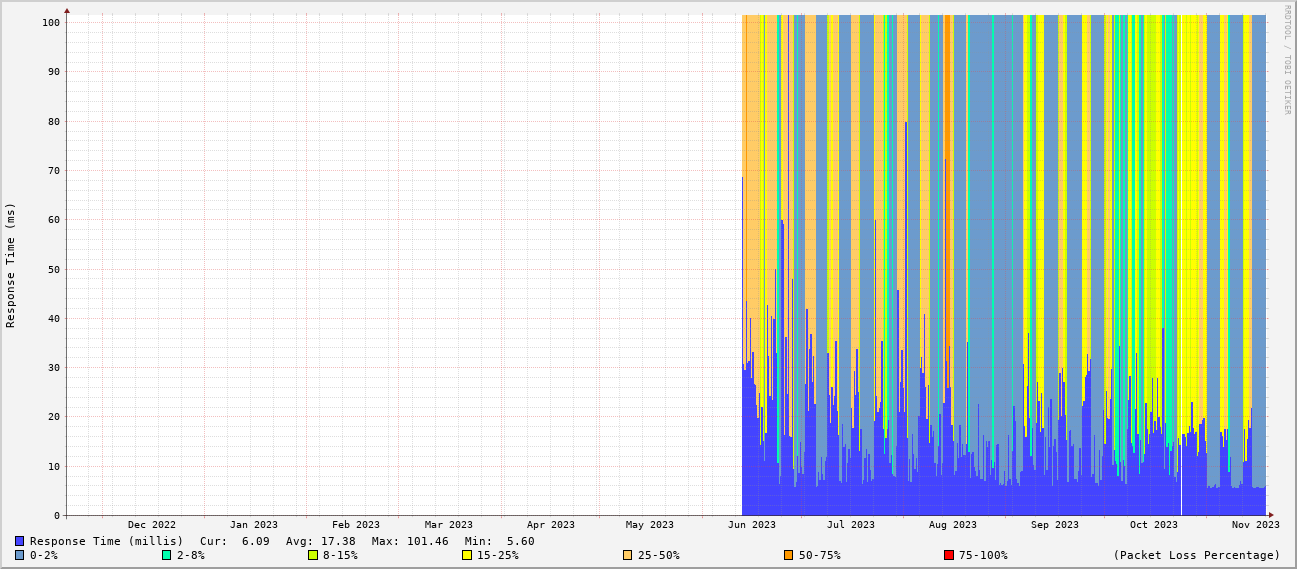 RRDTOOL / TOBI OETIKER
Response Time (ms)
100
90
80
70
60
50
40
30
20
10
0
Dec 2022 Jan 2023 Feb 2023 Mar 2023 Apr 2023 May 2023 Jun 2023 Jul 2023 Aug 2023 Sep 2023 Oct 2023 Nov 2023
Response Time (millis) Cur: 6.09 Avg: 17.38 Max: 101.46 Min: 5.60
0-2% 2-8% 8-15% 15-25% 25-50% 50-75% 75-100% (Packet Loss Percentage)